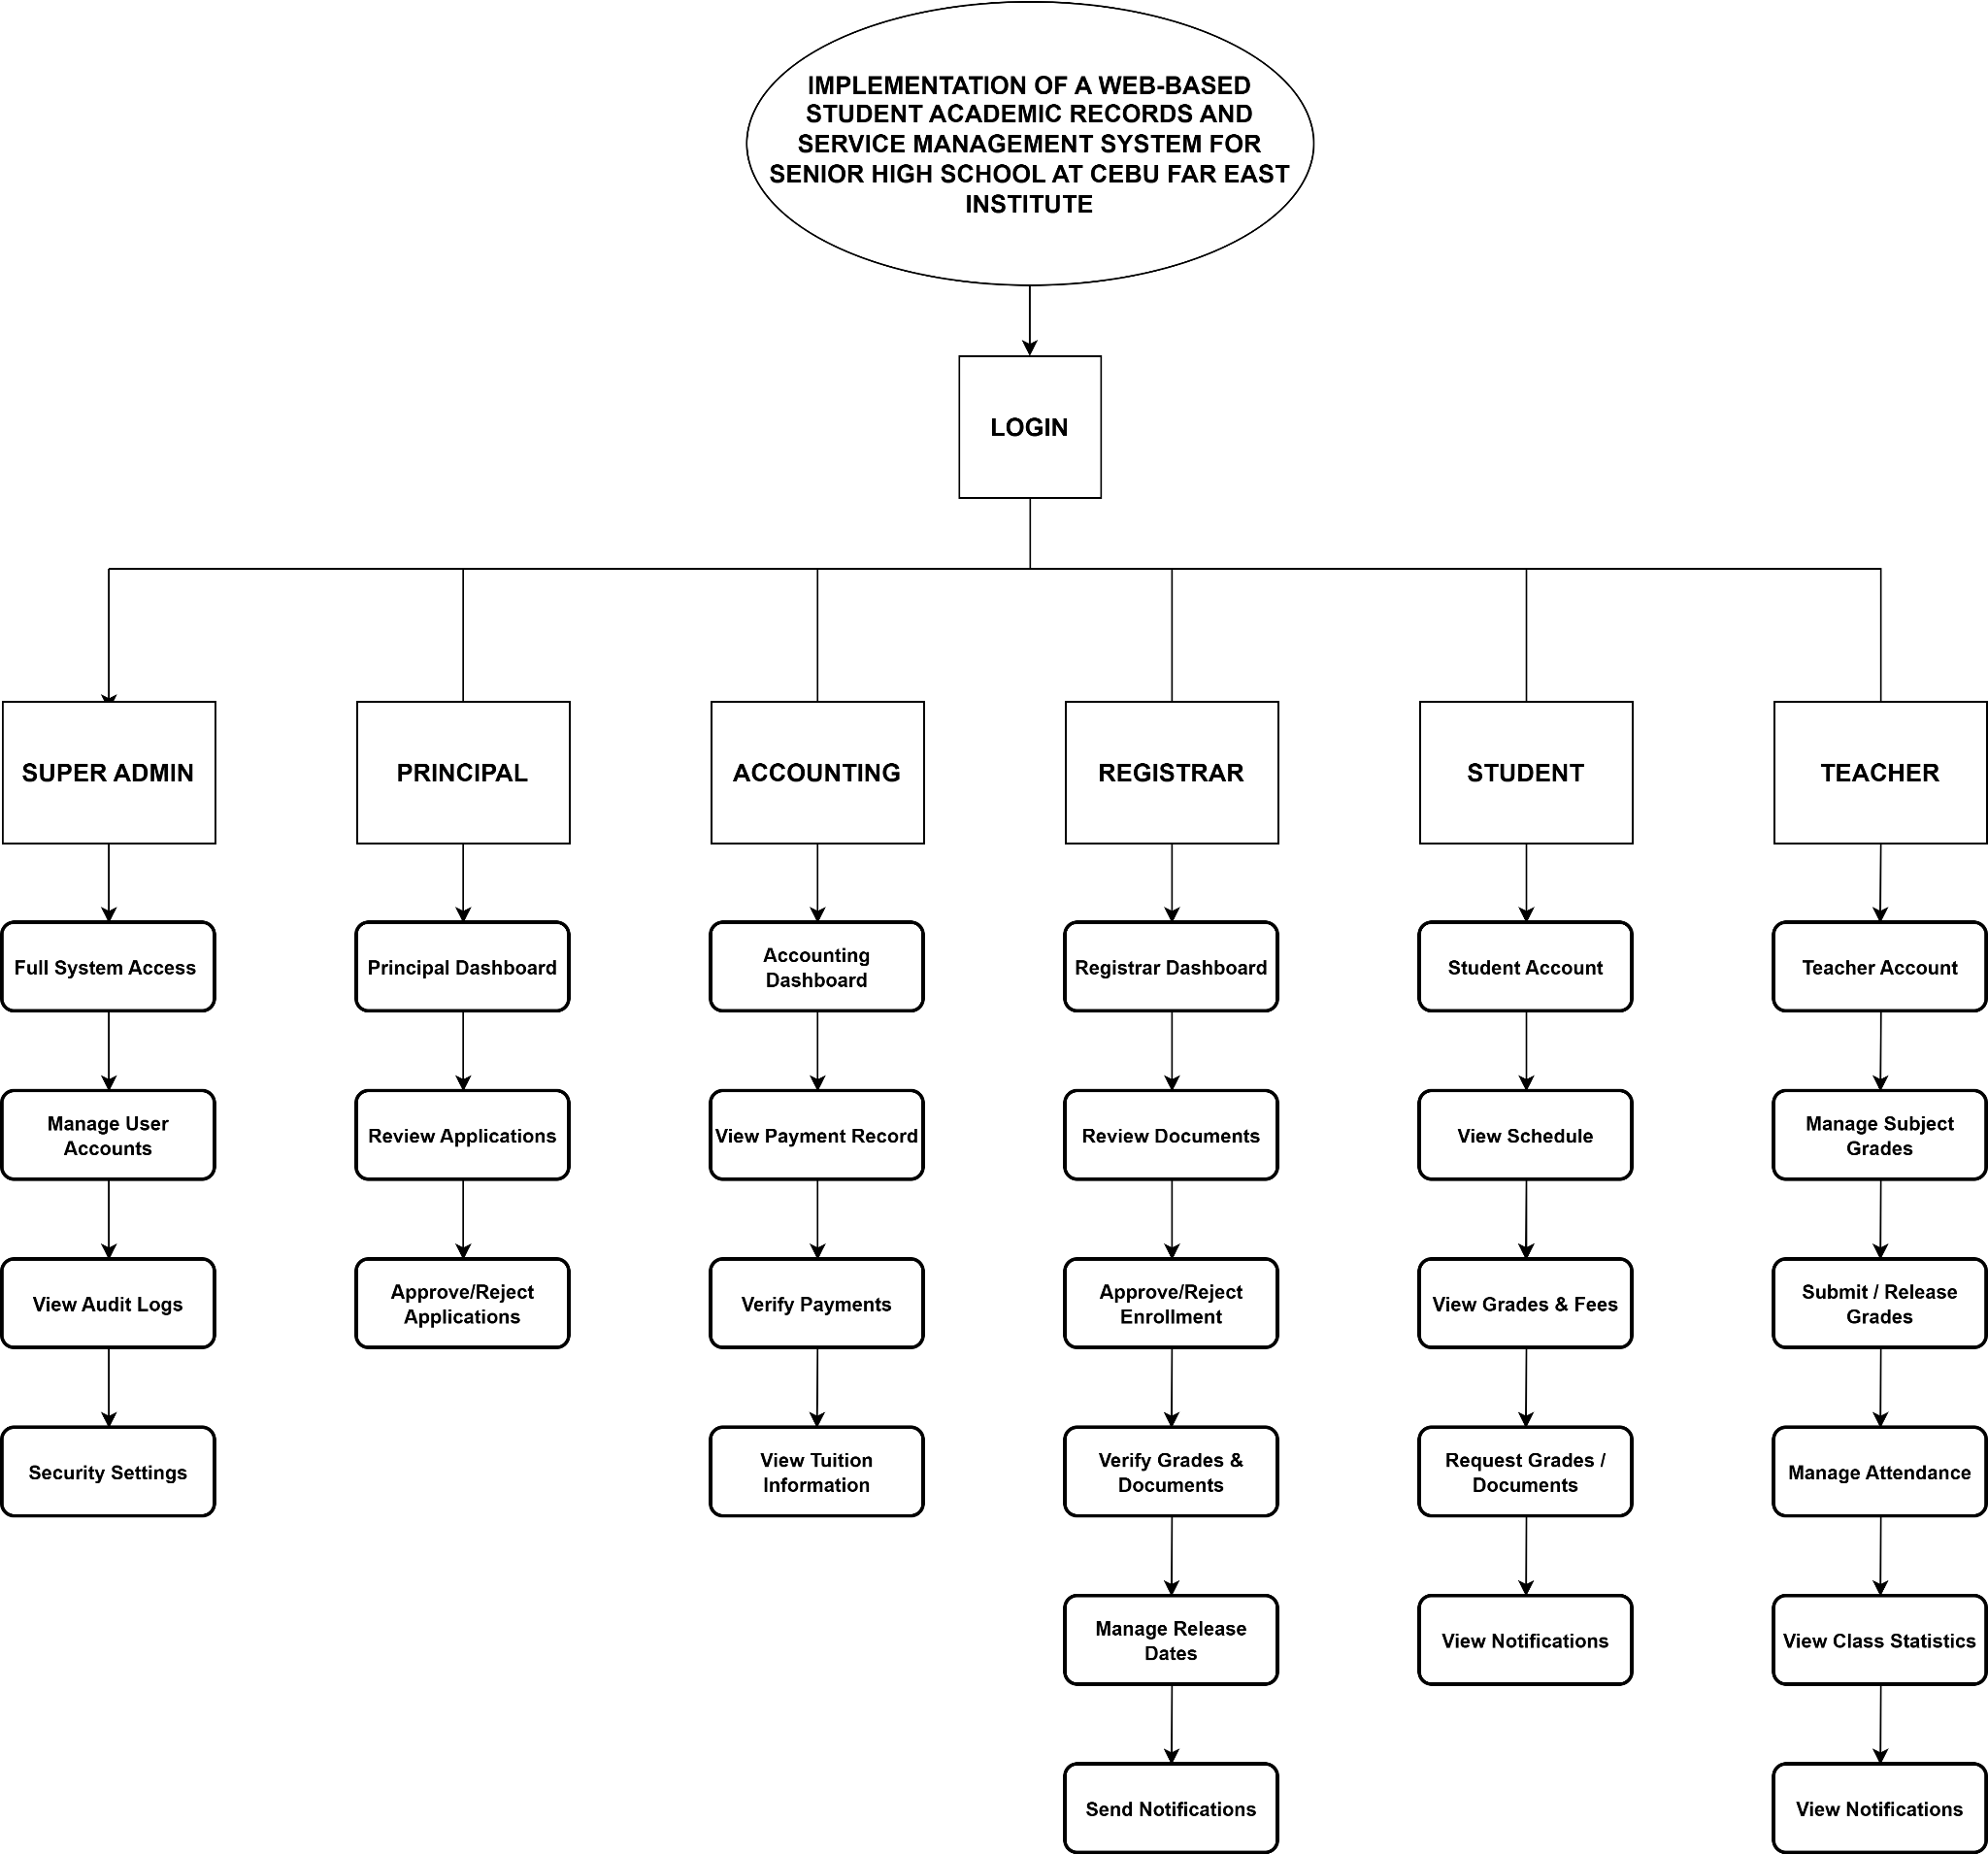 IMPLEMENTATION OF A WEB-BASED
STUDENT ACADEMIC RECORDS AND
SERVICE MANAGEMENT SYSTEM FOR
SENIOR HIGH SCHOOL AT CEBU FAR EAST
INSTITUTE
LOGIN
SUPER ADMIN
Full System Access
Manage User
Accounts
View Audit Logs
Security Settings
PRINCIPAL
Principal Dashboard
Review Applications
Approve/Reject
Applications
ACCOUNTING
Accounting
Dashboard
View Payment Record
Verify Payments
View Tuition
Information
REGISTRAR
Registrar Dashboard
Review Documents
Approve/Reject
Enrollment
Verify Grades &
Documents
Manage Release
Dates
Send Notifications
STUDENT
Student Account
View Schedule
View Grades & Fees
Request Grades /
Documents
View Notifications
TEACHER
Teacher Account
Manage Subject
Grades
Submit / Release
Grades
Manage Attendance
View Class Statistics
View Notifications